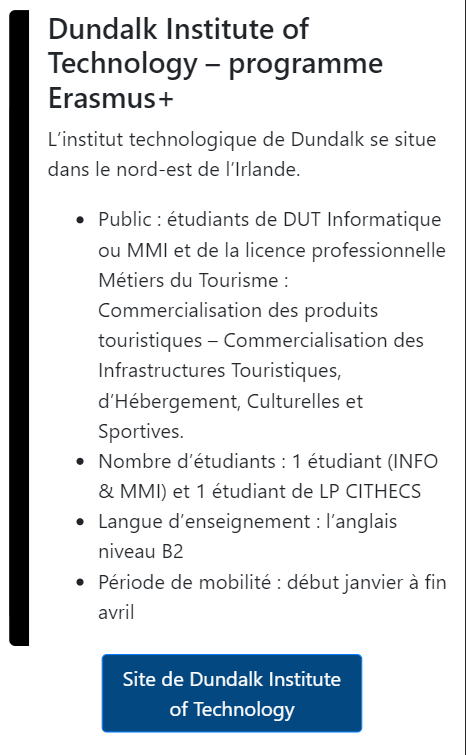 Dundalk Institute of
Technology – programme
Erasmus+
L’institut technologique de Dundalk se situe
dans le nord-est de l’Irlande.
• Public : étudiants de DUT Informatique
ou MMI et de la licence professionnelle
Métiers du Tourisme :
Commercialisation des produits
touristiques – Commercialisation des
Infrastructures Touristiques,
d’Hébergement, Culturelles et
Sportives.
• Nombre d’étudiants : 1 étudiant (INFO
& MMI) et 1 étudiant de LP CITHECS
• Langue d’enseignement : l’anglais
niveau B2
• Période de mobilité : début janvier à fin
avril
Site de Dundalk Institute
of Technology